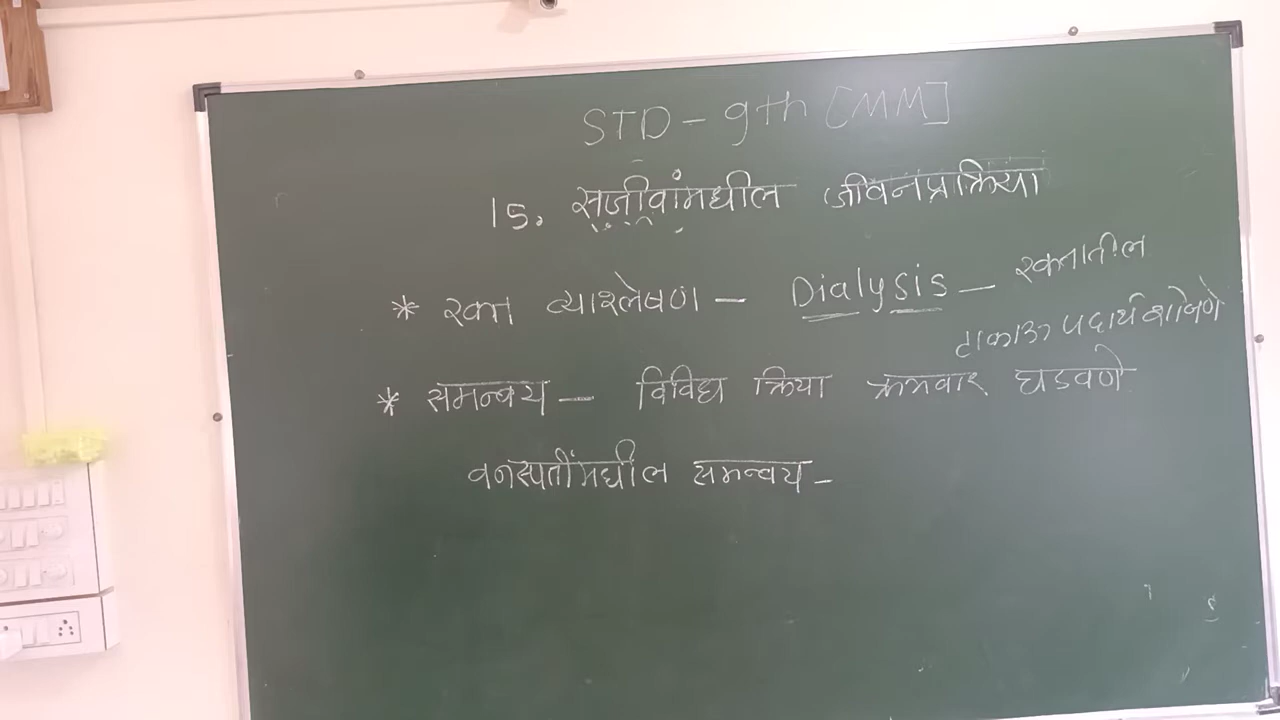 STD - 9th [MM]
15. सजीवांमधील जीवनप्रक्रिया
* रक्त व्याश्लेषण - Dialysis - रक्तातील
टाकाऊ पदार्थ शोषणे
* समन्वय - विविध क्रिया क्रमवार घडवणे
वनस्पतींमधील समन्वय -